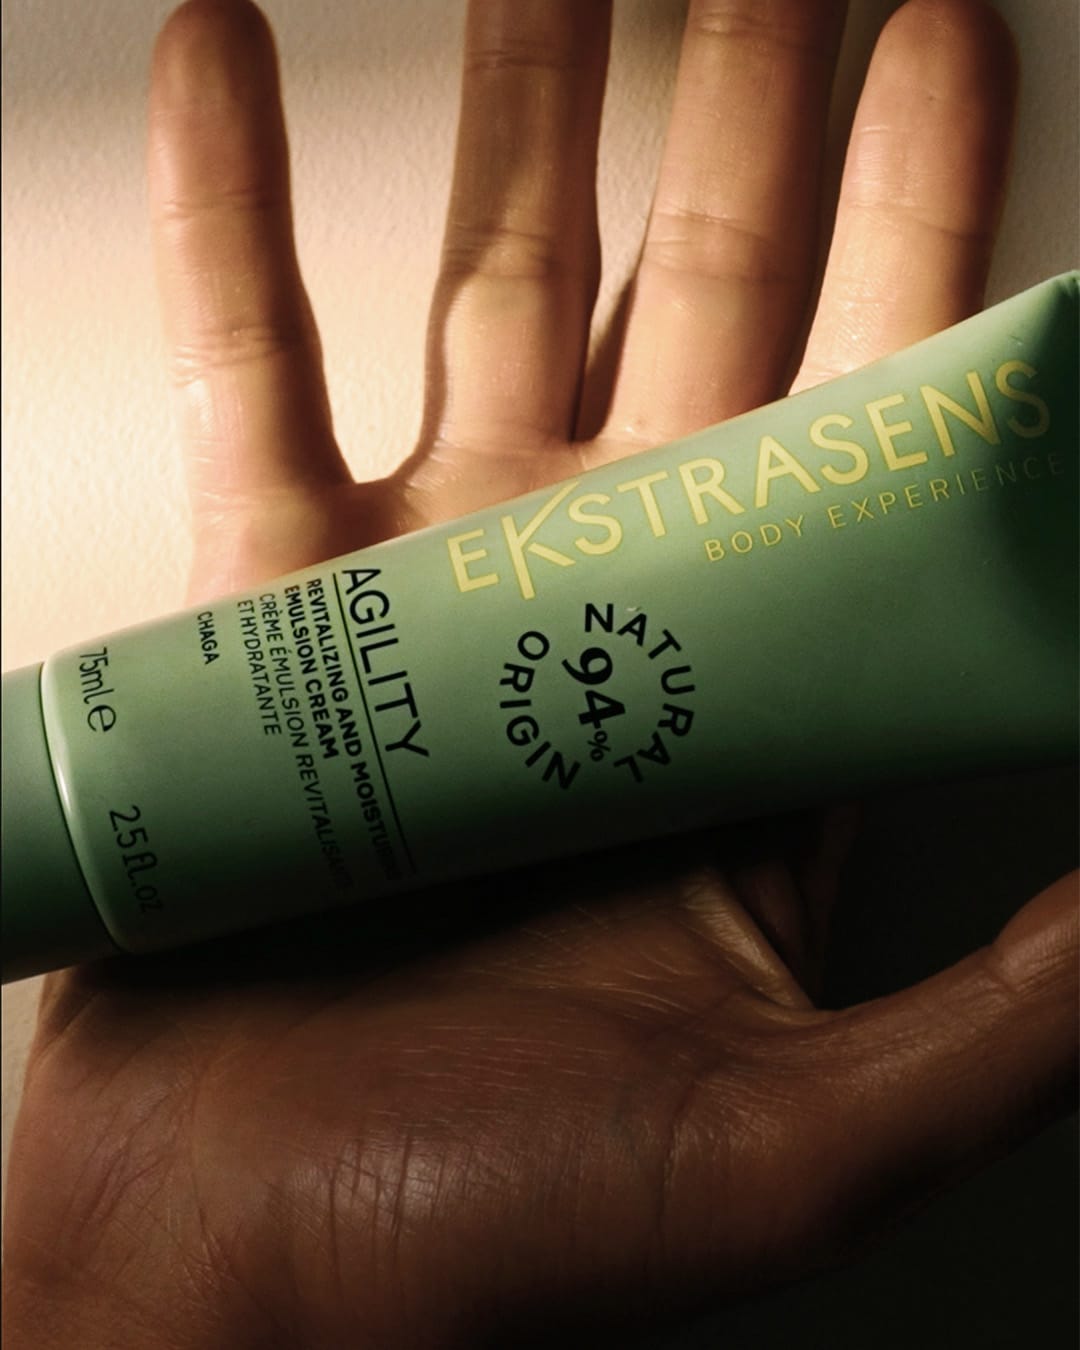 EKSTRASENS
BODY EXPERIENCE
NATURAL
ORIGIN
94%
AGILITY
REVITALIZING AND MOISTURIZING
EMULSION CREAM
CRÈME ÉMULSION REVITALISANTE
ET HYDRATANTE
CHAGA
75ml e
2.5 fl.oz.